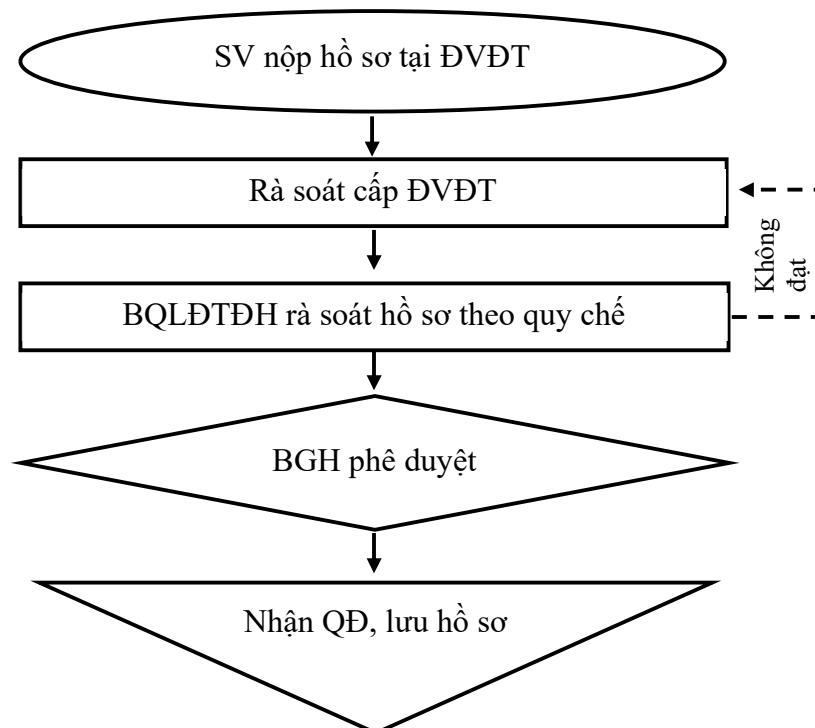 SV nộp hồ sơ tại ĐVĐT
Rà soát cấp ĐVĐT
Không
đạt
BQLĐTĐH rà soát hồ sơ theo quy chế
BGH phê duyệt
Nhận QĐ, lưu hồ sơ